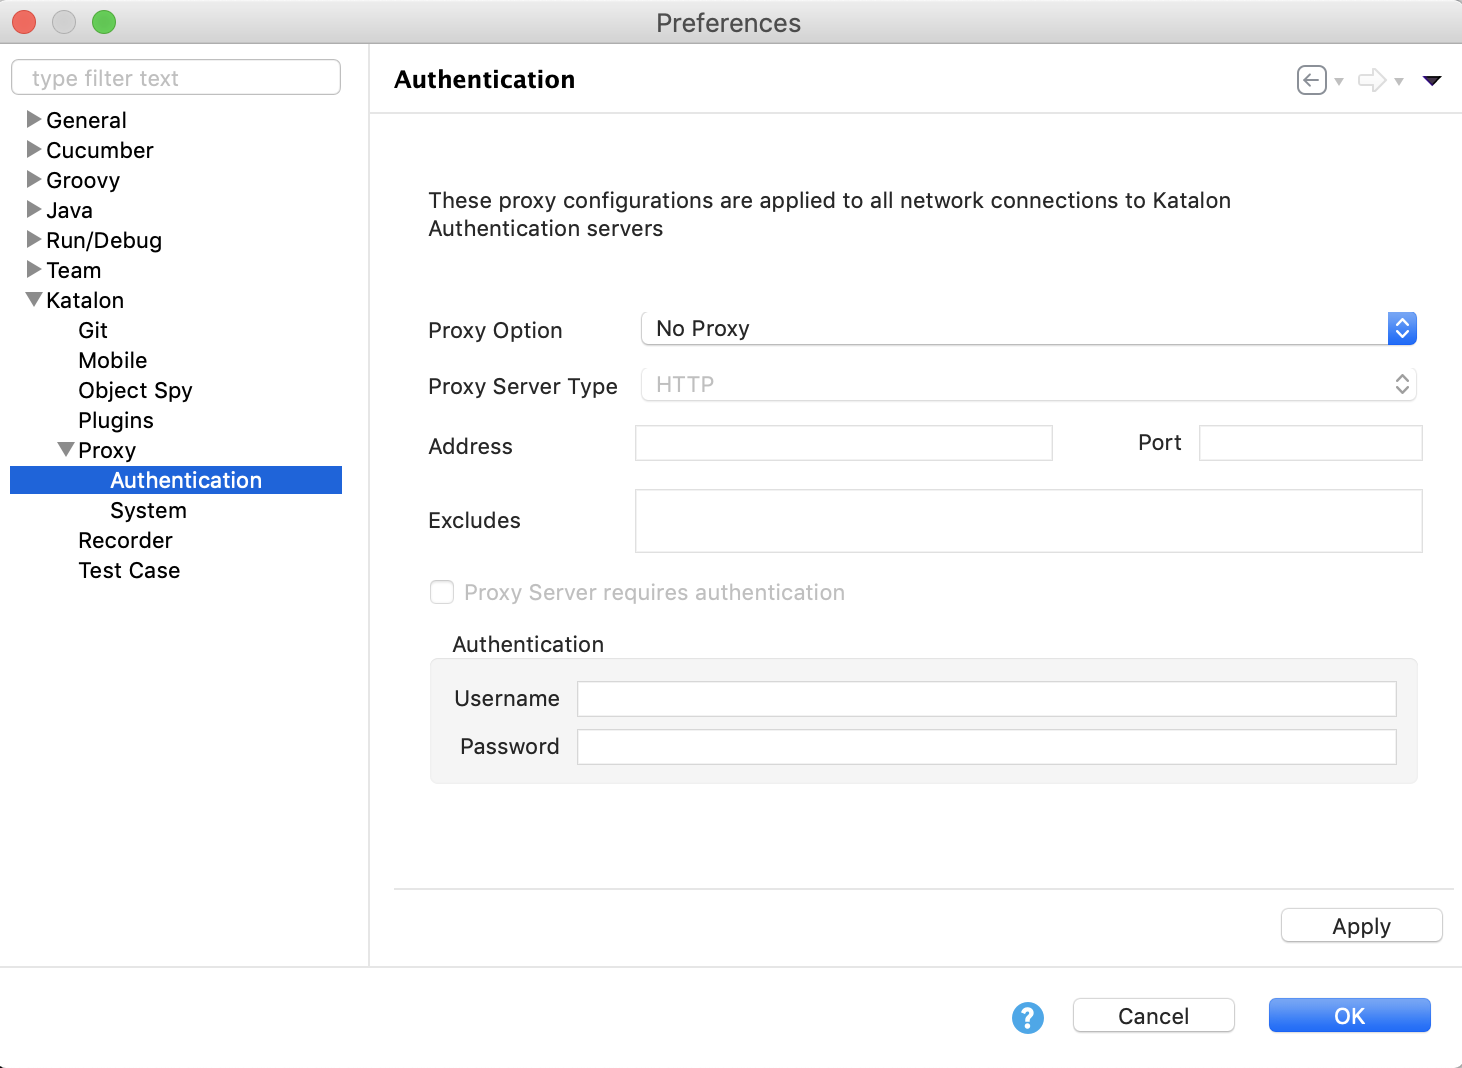 Preferences
type filter text
General
Cucumber
Groovy
Java
Run/Debug
Team
Katalon
Git
Mobile
Object Spy
Plugins
Proxy
Authentication
System
Recorder
Test Case
Authentication
These proxy configurations are applied to all network connections to Katalon
Authentication servers
Proxy Option No Proxy
Proxy Server Type HTTP
Address Port
Excludes
Proxy Server requires authentication
Authentication
Username
Password
Apply
? Cancel OK